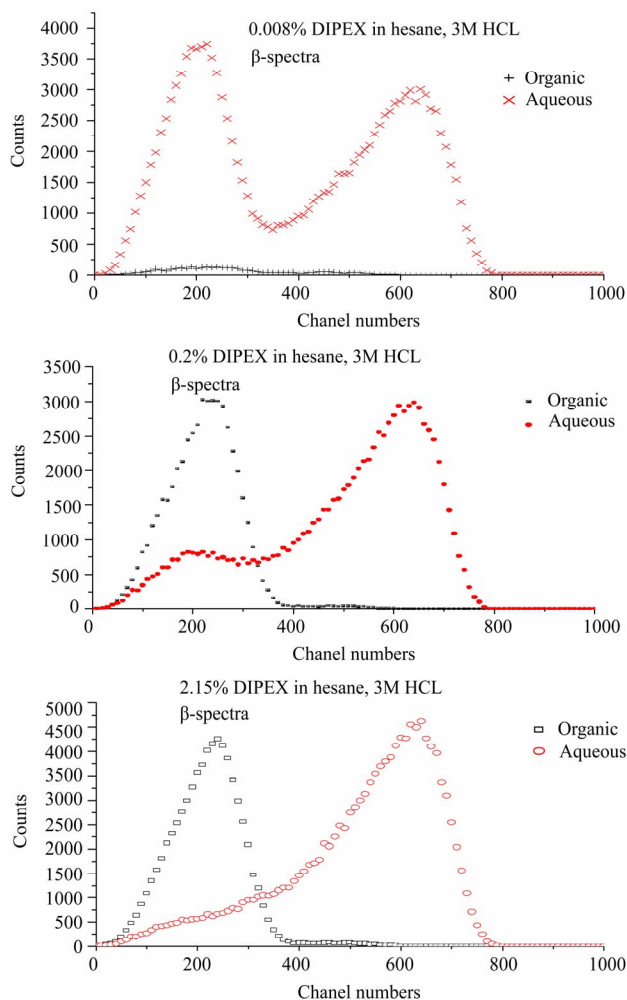 0.008% DIPEX in hesane, 3M HCL
β-spectra
Organic
Aqueous
Counts
4000
3500
3000
2500
2000
1500
1000
500
0
0 200 400 600 800 1000
Chanel numbers
0.2% DIPEX in hesane, 3M HCL
β-spectra
Organic
Aqueous
Counts
3500
3000
2500
2000
1500
1000
500
0
0 200 400 600 800 1000
Chanel numbers
2.15% DIPEX in hesane, 3M HCL
β-spectra
Organic
Aqueous
Counts
5000
4500
4000
3500
3000
2500
2000
1500
1000
500
0
0 200 400 600 800 1000
Chanel numbers